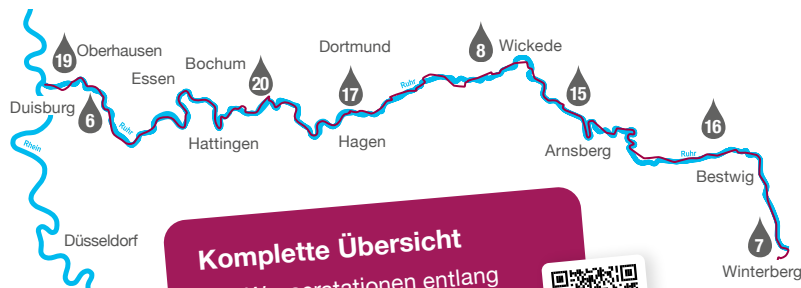 19
Oberhausen
Essen
Bochum
20
Dortmund
17
8
Wickede
15
16
Duisburg
6
Ruhr
Hattingen
Hagen
Ruhr
Arnsberg
Ruhr
Bestwig
Rhein
Düsseldorf
7
Winterberg
Komplette Übersicht
entlang